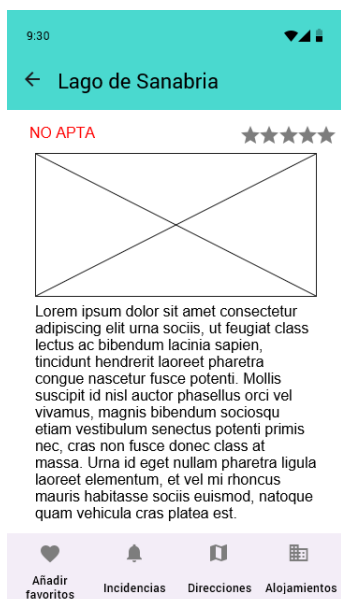 9:30
Lago de Sanabria
NO APTA
Lorem ipsum dolor sit amet consectetur
adipiscing elit urna sociis, ut feugiat class
lectus ac bibendum lacinia sapien,
tincidunt hendrerit laoreet pharetra
congue nascetur fusce potenti. Mollis
suscipit id nisl auctor phasellus orci vel
vivamus, magnis bibendum sociosqu
etiam vestibulum senectus potenti primis
nec, cras non fusce donec class at
massa. Urna id eget nullam pharetra ligula
laoreet elementum, et vel mi rhoncus
mauris habitasse sociis euismod, natoque
quam vehicula cras platea est.
Añadir
favoritos
Incidencias
Direcciones
Alojamientos